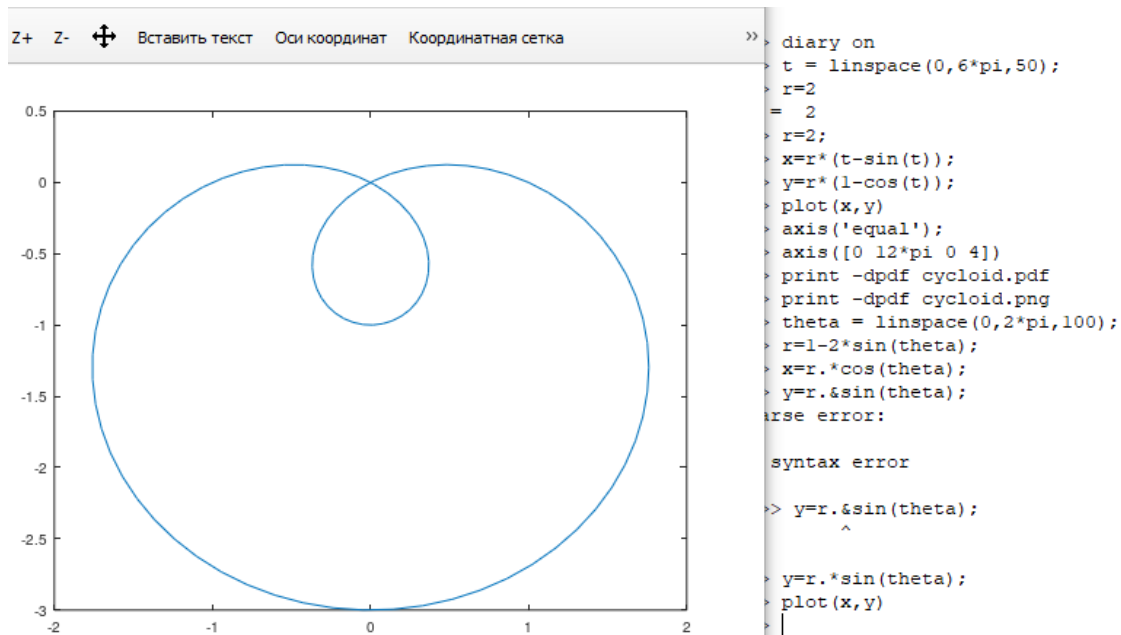 Z+ Z- Вставить текст Оси координат Координатная сетка »
0.5
0
-0.5
-1
-1.5
-2
-2.5
-3
-2 -1 0 1 2
> diary on
> t = linspace(0,6*pi,50);
> r=2
= 2
> r=2;
> x=r*(t-sin(t));
> y=r*(1-cos(t));
> plot(x,y)
> axis('equal');
> axis([0 12*pi 0 4])
> print -dpdf cycloid.pdf
> print -dpdf cycloid.png
> theta = linspace(0,2*pi,100);
> r=1-2*sin(theta);
> x=r.*cos(theta);
> y=r.&sin(theta);
arse error:
syntax error
>> y=r.&sin(theta);
^
> y=r.*sin(theta);
> plot(x,y)
>